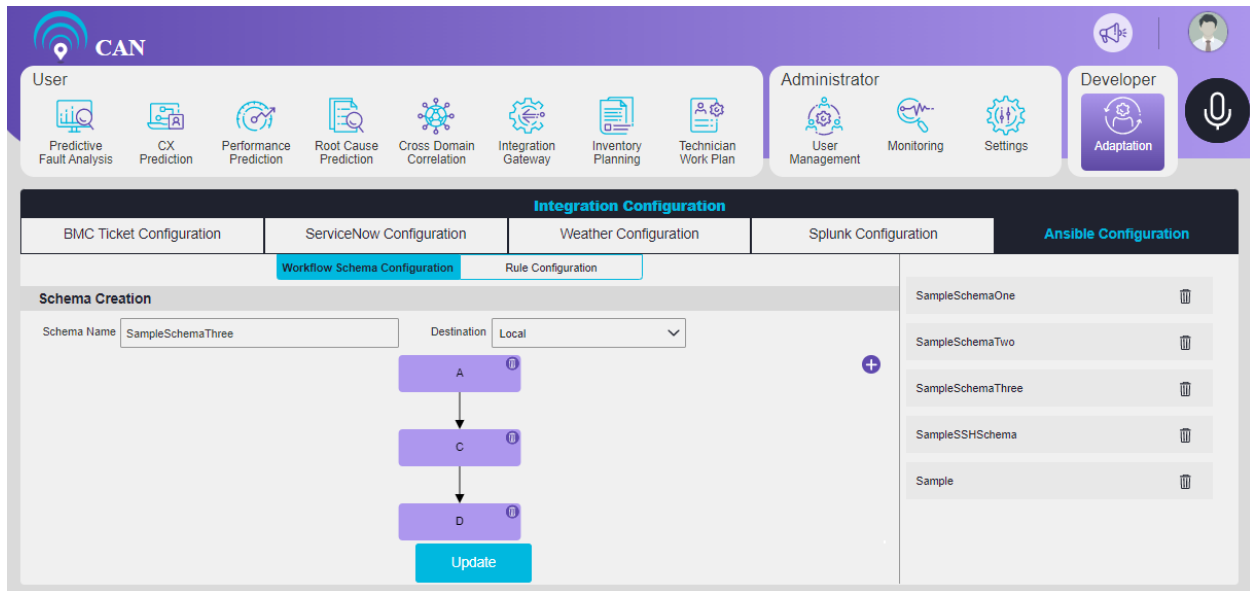 CAN
User
Administrator
Developer
Predictive
Fault Analysis
CX
Prediction
Performance
Prediction
Root Cause
Prediction
Cross Domain
Correlation
Integration
Gateway
Inventory
Planning
Technician
Work Plan
User
Management
Monitoring
Settings
Adaptation
Integration Configuration
BMC Ticket Configuration
ServiceNow Configuration
Weather Configuration
Splunk Configuration
Ansible Configuration
Workflow Schema Configuration
Rule Configuration
Schema Creation
Schema Name
SampleSchemaThree
Destination
Local
A
C
D
Update
SampleSchemaOne
SampleSchemaTwo
SampleSchemaThree
SampleSSHSchema
Sample